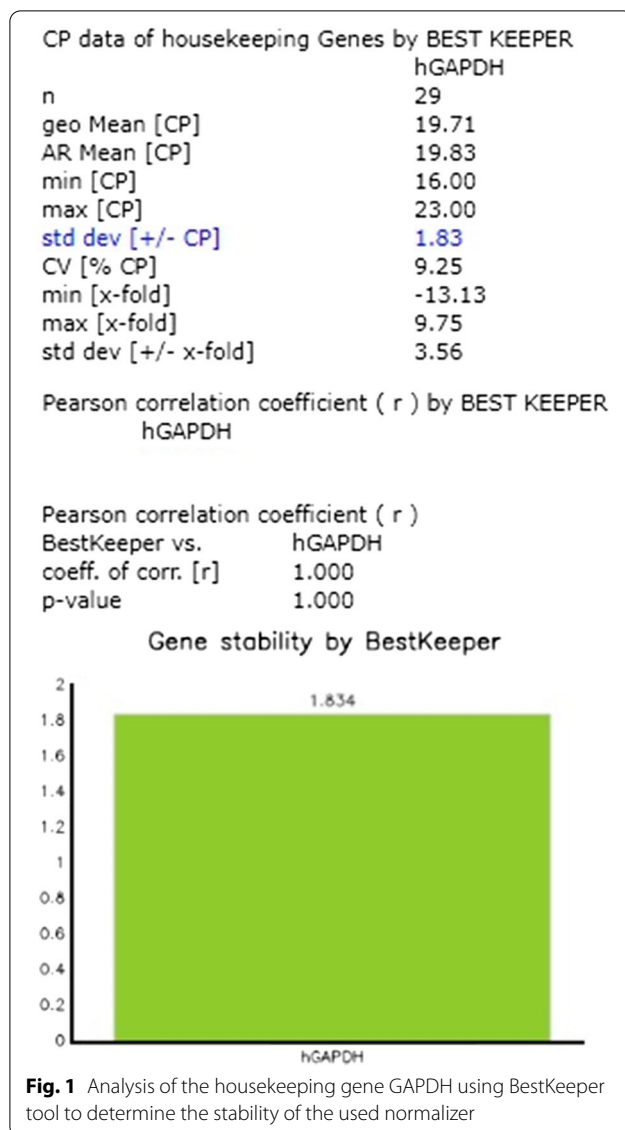 CP data of housekeeping Genes by BEST KEEPER
hGAPDH
n 29
geo Mean [CP] 19.71
AR Mean [CP] 19.83
min [CP] 16.00
max [CP] 23.00
std dev [+/- CP] 1.83
CV [% CP] 9.25
min [x-fold] -13.13
max [x-fold] 9.75
std dev [+/- x-fold] 3.56
Pearson correlation coefficient ( r ) by BEST KEEPER
hGAPDH
Pearson correlation coefficient ( r )
BestKeeper vs. hGAPDH
coeff. of corr. [r] 1.000
p-value 1.000
Gene stability by BestKeeper
2
1.834
1.8
1.6
1.4
1.2
1
0.8
0.6
0.4
0.2
0
hGAPDH
Fig. 1 Analysis of the housekeeping gene GAPDH using BestKeeper
tool to determine the stability of the used normalizer